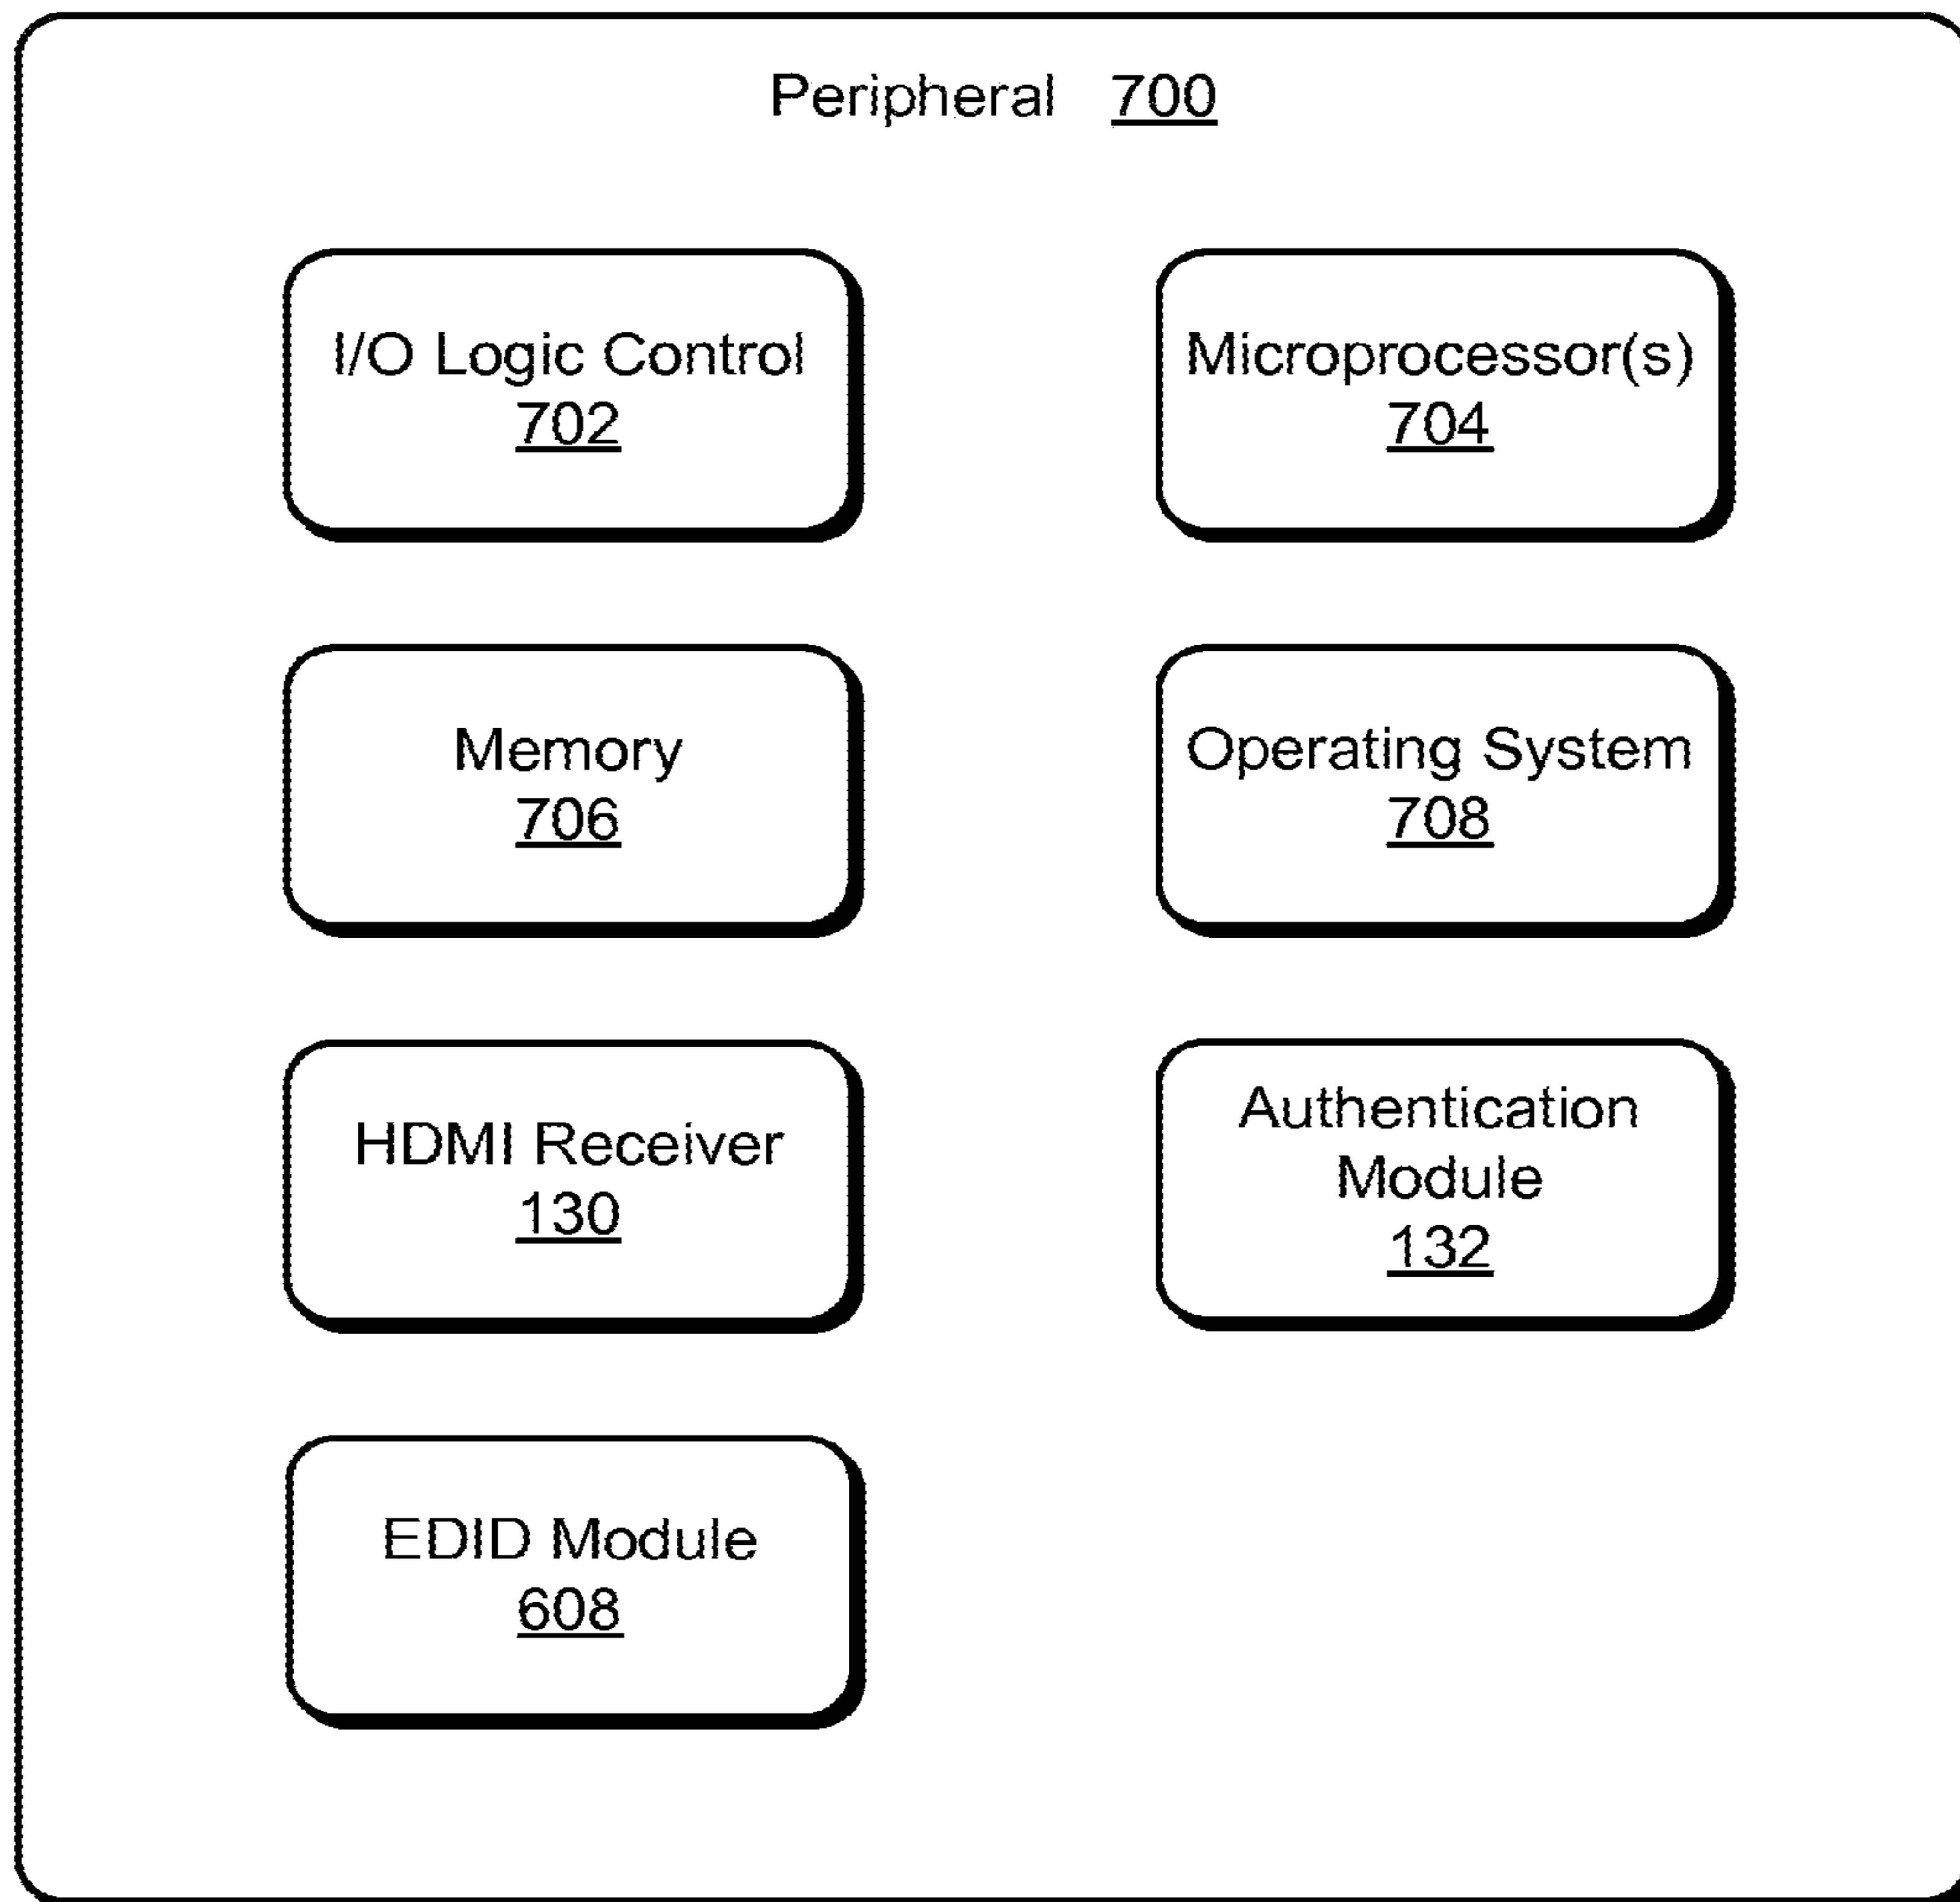 Peripheral 700
I/O Logic Control
702
Microprocessor(s)
704
Memory
706
Operating System
708
HDMI Receiver
130
Authentication
Module
132
EDID Module
608